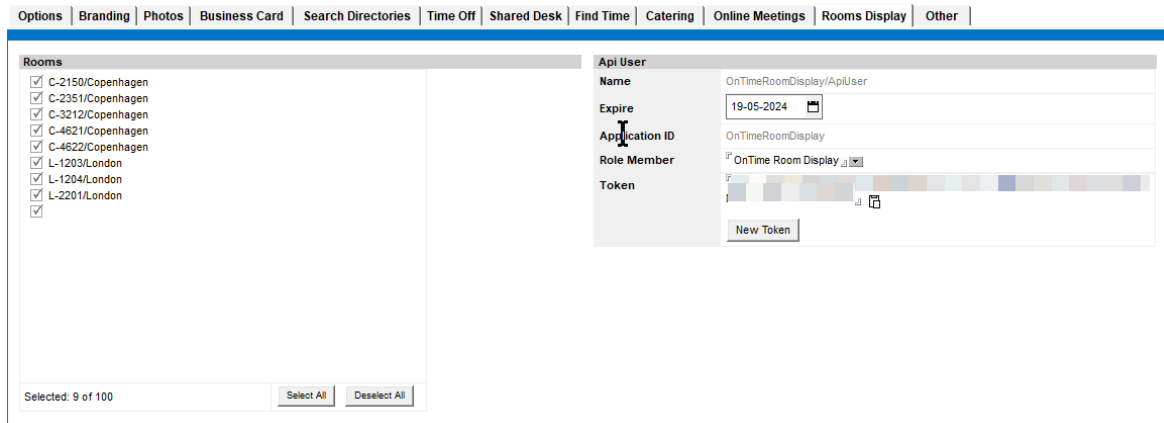 Options Branding Photos Business Card Search Directories Time Off Shared Desk Find Time Catering Online Meetings Rooms Display Other
Rooms
C-2150/Copenhagen
C-2351/Copenhagen
C-3212/Copenhagen
C-4621/Copenhagen
C-4622/Copenhagen
L-1203/London
L-1204/London
L-2201/London
Selected: 9 of 100
Select All
Deselect All
Api User
Name OnTimeRoomDisplay/ApiUser
Expire 19-05-2024
Application ID OnTimeRoomDisplay
Role Member OnTime Room Display
Token
New Token